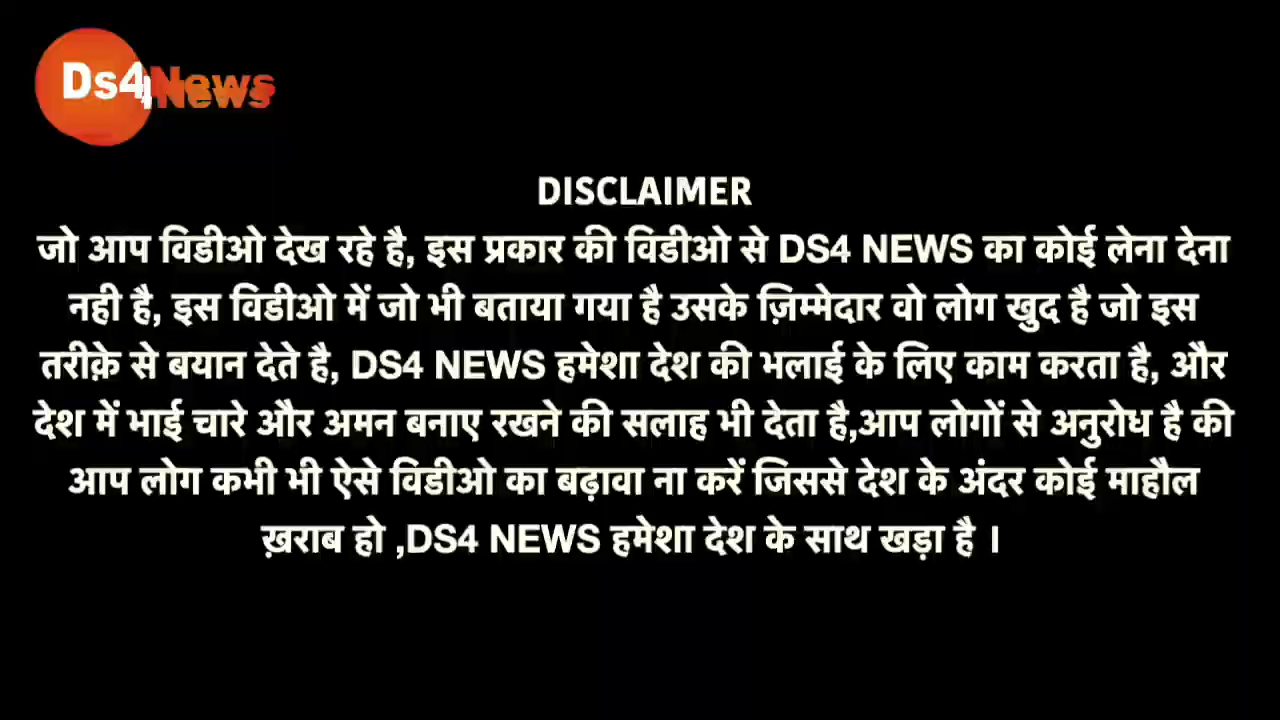 Ds4News
DISCLAIMER
जो आप विडीओ देख रहे है, इस प्रकार की विडीओ से DS4 NEWS का कोई लेना देना
नही है, इस विडीओ में जो भी बताया गया है उसके ज़िम्मेदार वो लोग खुद है जो इस
तरीक़े से बयान देते है, DS4 NEWS हमेशा देश की भलाई के लिए काम करता है, और
देश में भाई चारे और अमन बनाए रखने की सलाह भी देता है,आप लोगों से अनुरोध है की
आप लोग कभी भी ऐसे विडीओ का बढ़ावा ना करें जिससे देश के अंदर कोई माहौल
ख़राब हो ,DS4 NEWS हमेशा देश के साथ खड़ा है ।